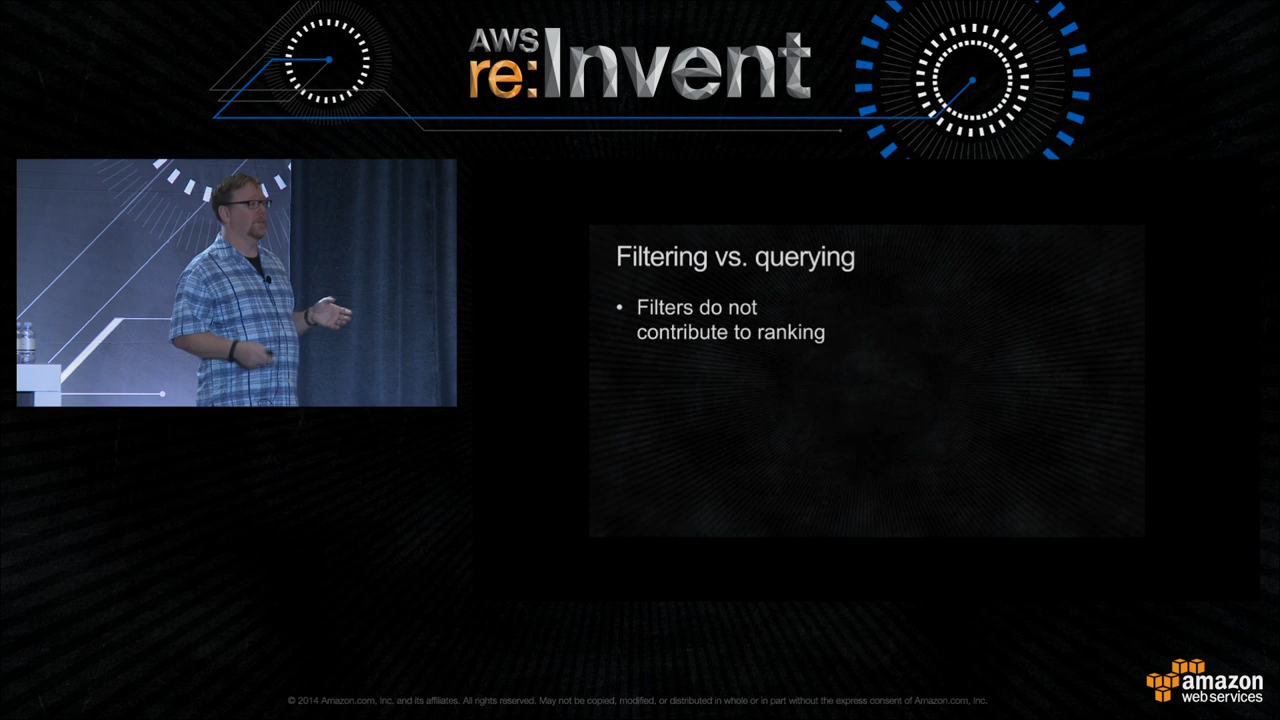 AWS
re:Invent
Filtering vs. querying
• Filters do not
contribute to ranking
© 2014 Amazon.com, Inc, and its affiliates. All rights reserved. May not be copied, modified, or distributed in whole or in part without the express consent of Amazon.com, Inc.
amazon
web services